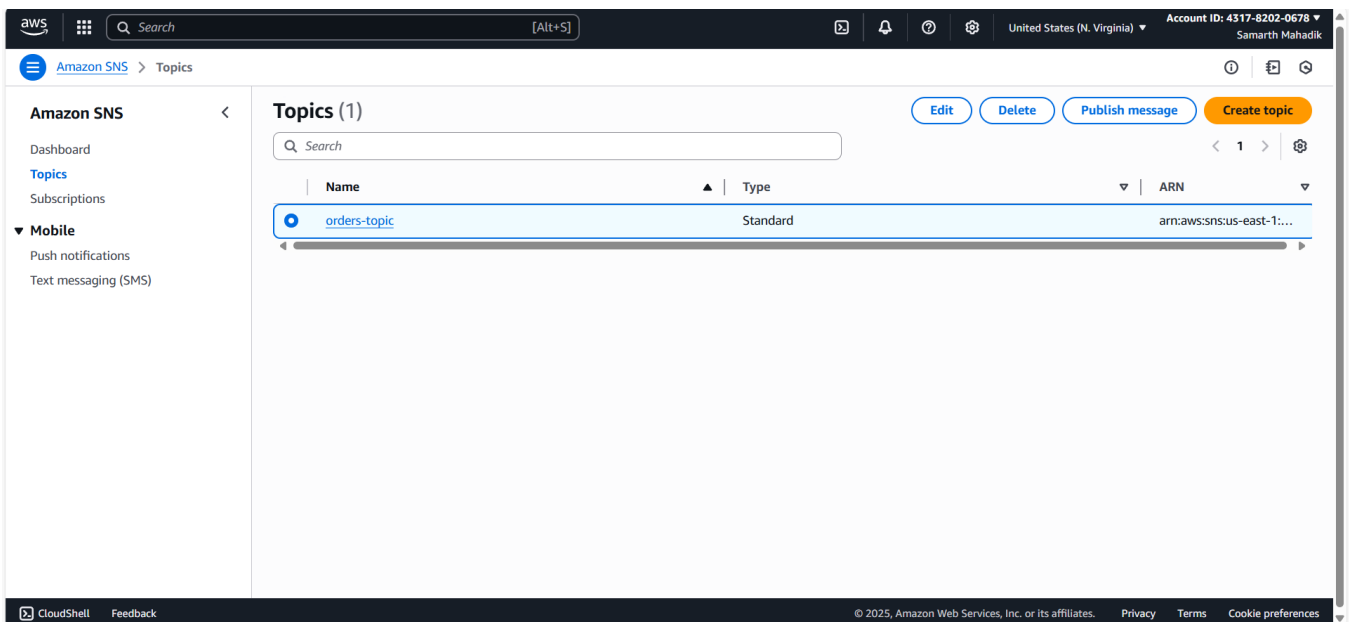 aws
Search [Alt+S]
United States (N. Virginia) ▼
Account ID: 4317-8202-0678 ▼
Samarth Mahadik
Amazon SNS > Topics
Amazon SNS
Dashboard
Topics
Subscriptions
▼ Mobile
Push notifications
Text messaging (SMS)
Topics (1)
Edit
Delete
Publish message
Create topic
Search
< 1 >
Name ▲ Type ▽ ARN ▽
orders-topic Standard arn:aws:sns:us-east-1:...
CloudShell Feedback © 2025, Amazon Web Services, Inc. or its affiliates. Privacy Terms Cookie preferences